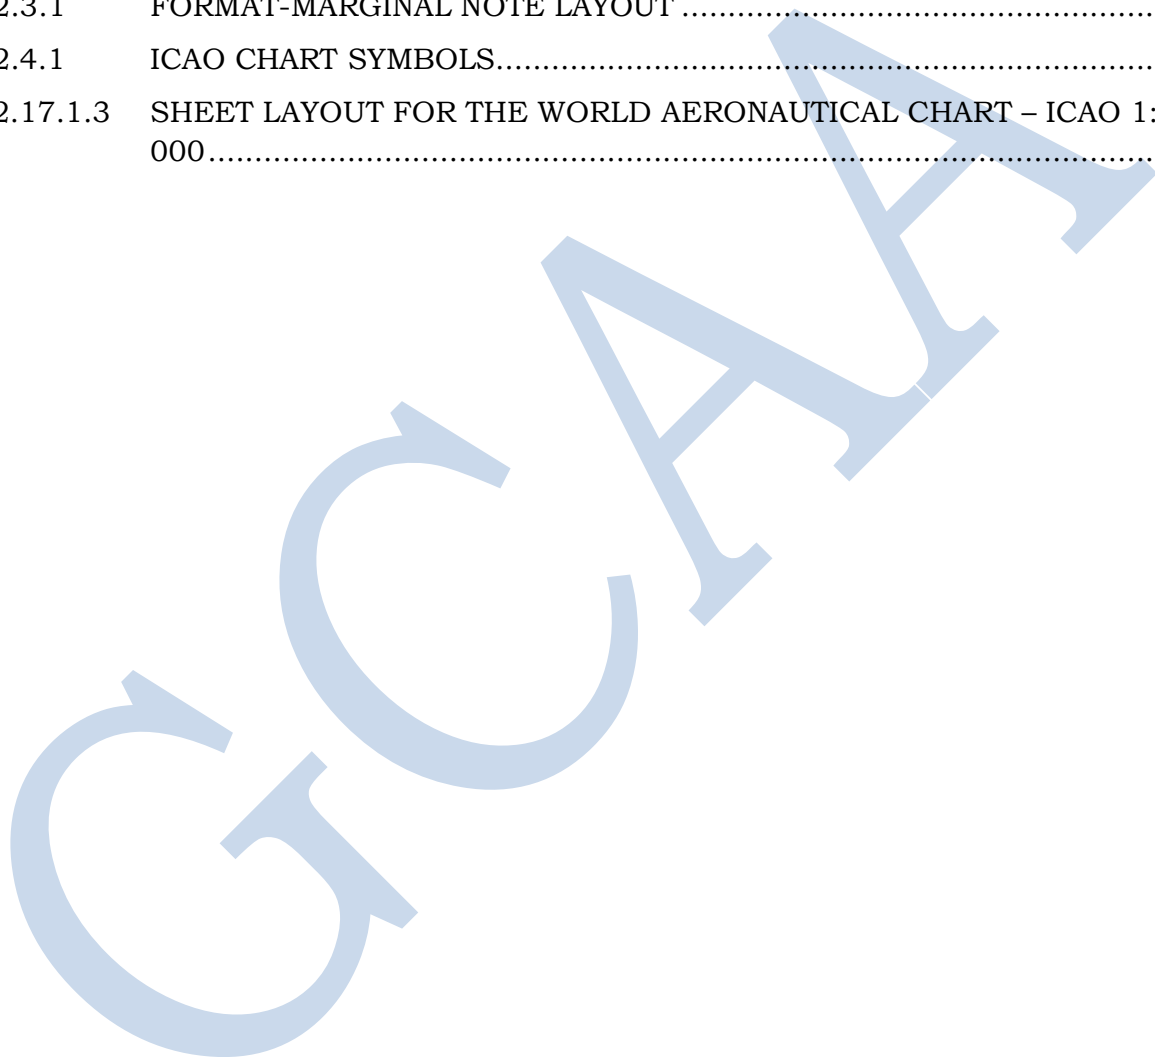 2.3.1 FORMAT-MARGINAL NOTE LAYOUT ....................................................
2.4.1 ICAO CHART SYMBOLS........................................................................
2.17.1.3 SHEET LAYOUT FOR THE WORLD AERONAUTICAL CHART – ICAO 1:
000.......................................................................................................
GCAA